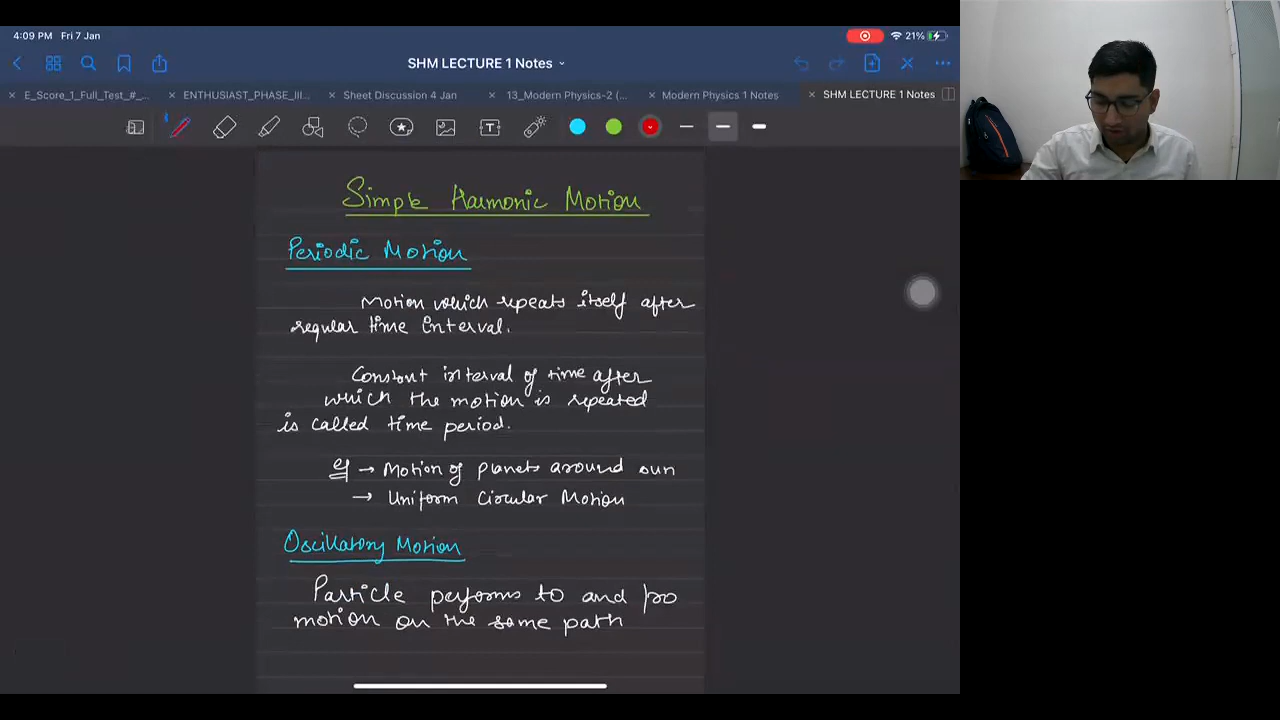 4:09 PM Fri 7 Jan
21%
SHM LECTURE 1 Notes
E_Score_1_Full_Test_#_...
ENTHUSIAST_PHASE_III...
Sheet Discussion 4 Jan
13_Modern Physics-2 (...
Modern Physics 1 Notes
SHM LECTURE 1 Notes
Simple Harmonic Motion
Periodic Motion
Motion which repeats itself after
regular time interval.
Constant interval of time after
which the motion is repeated
is called time period.
eg → Motion of planets around sun
→ Uniform Circular Motion
Oscillatory Motion
Particle performs to and fro
motion on the same path